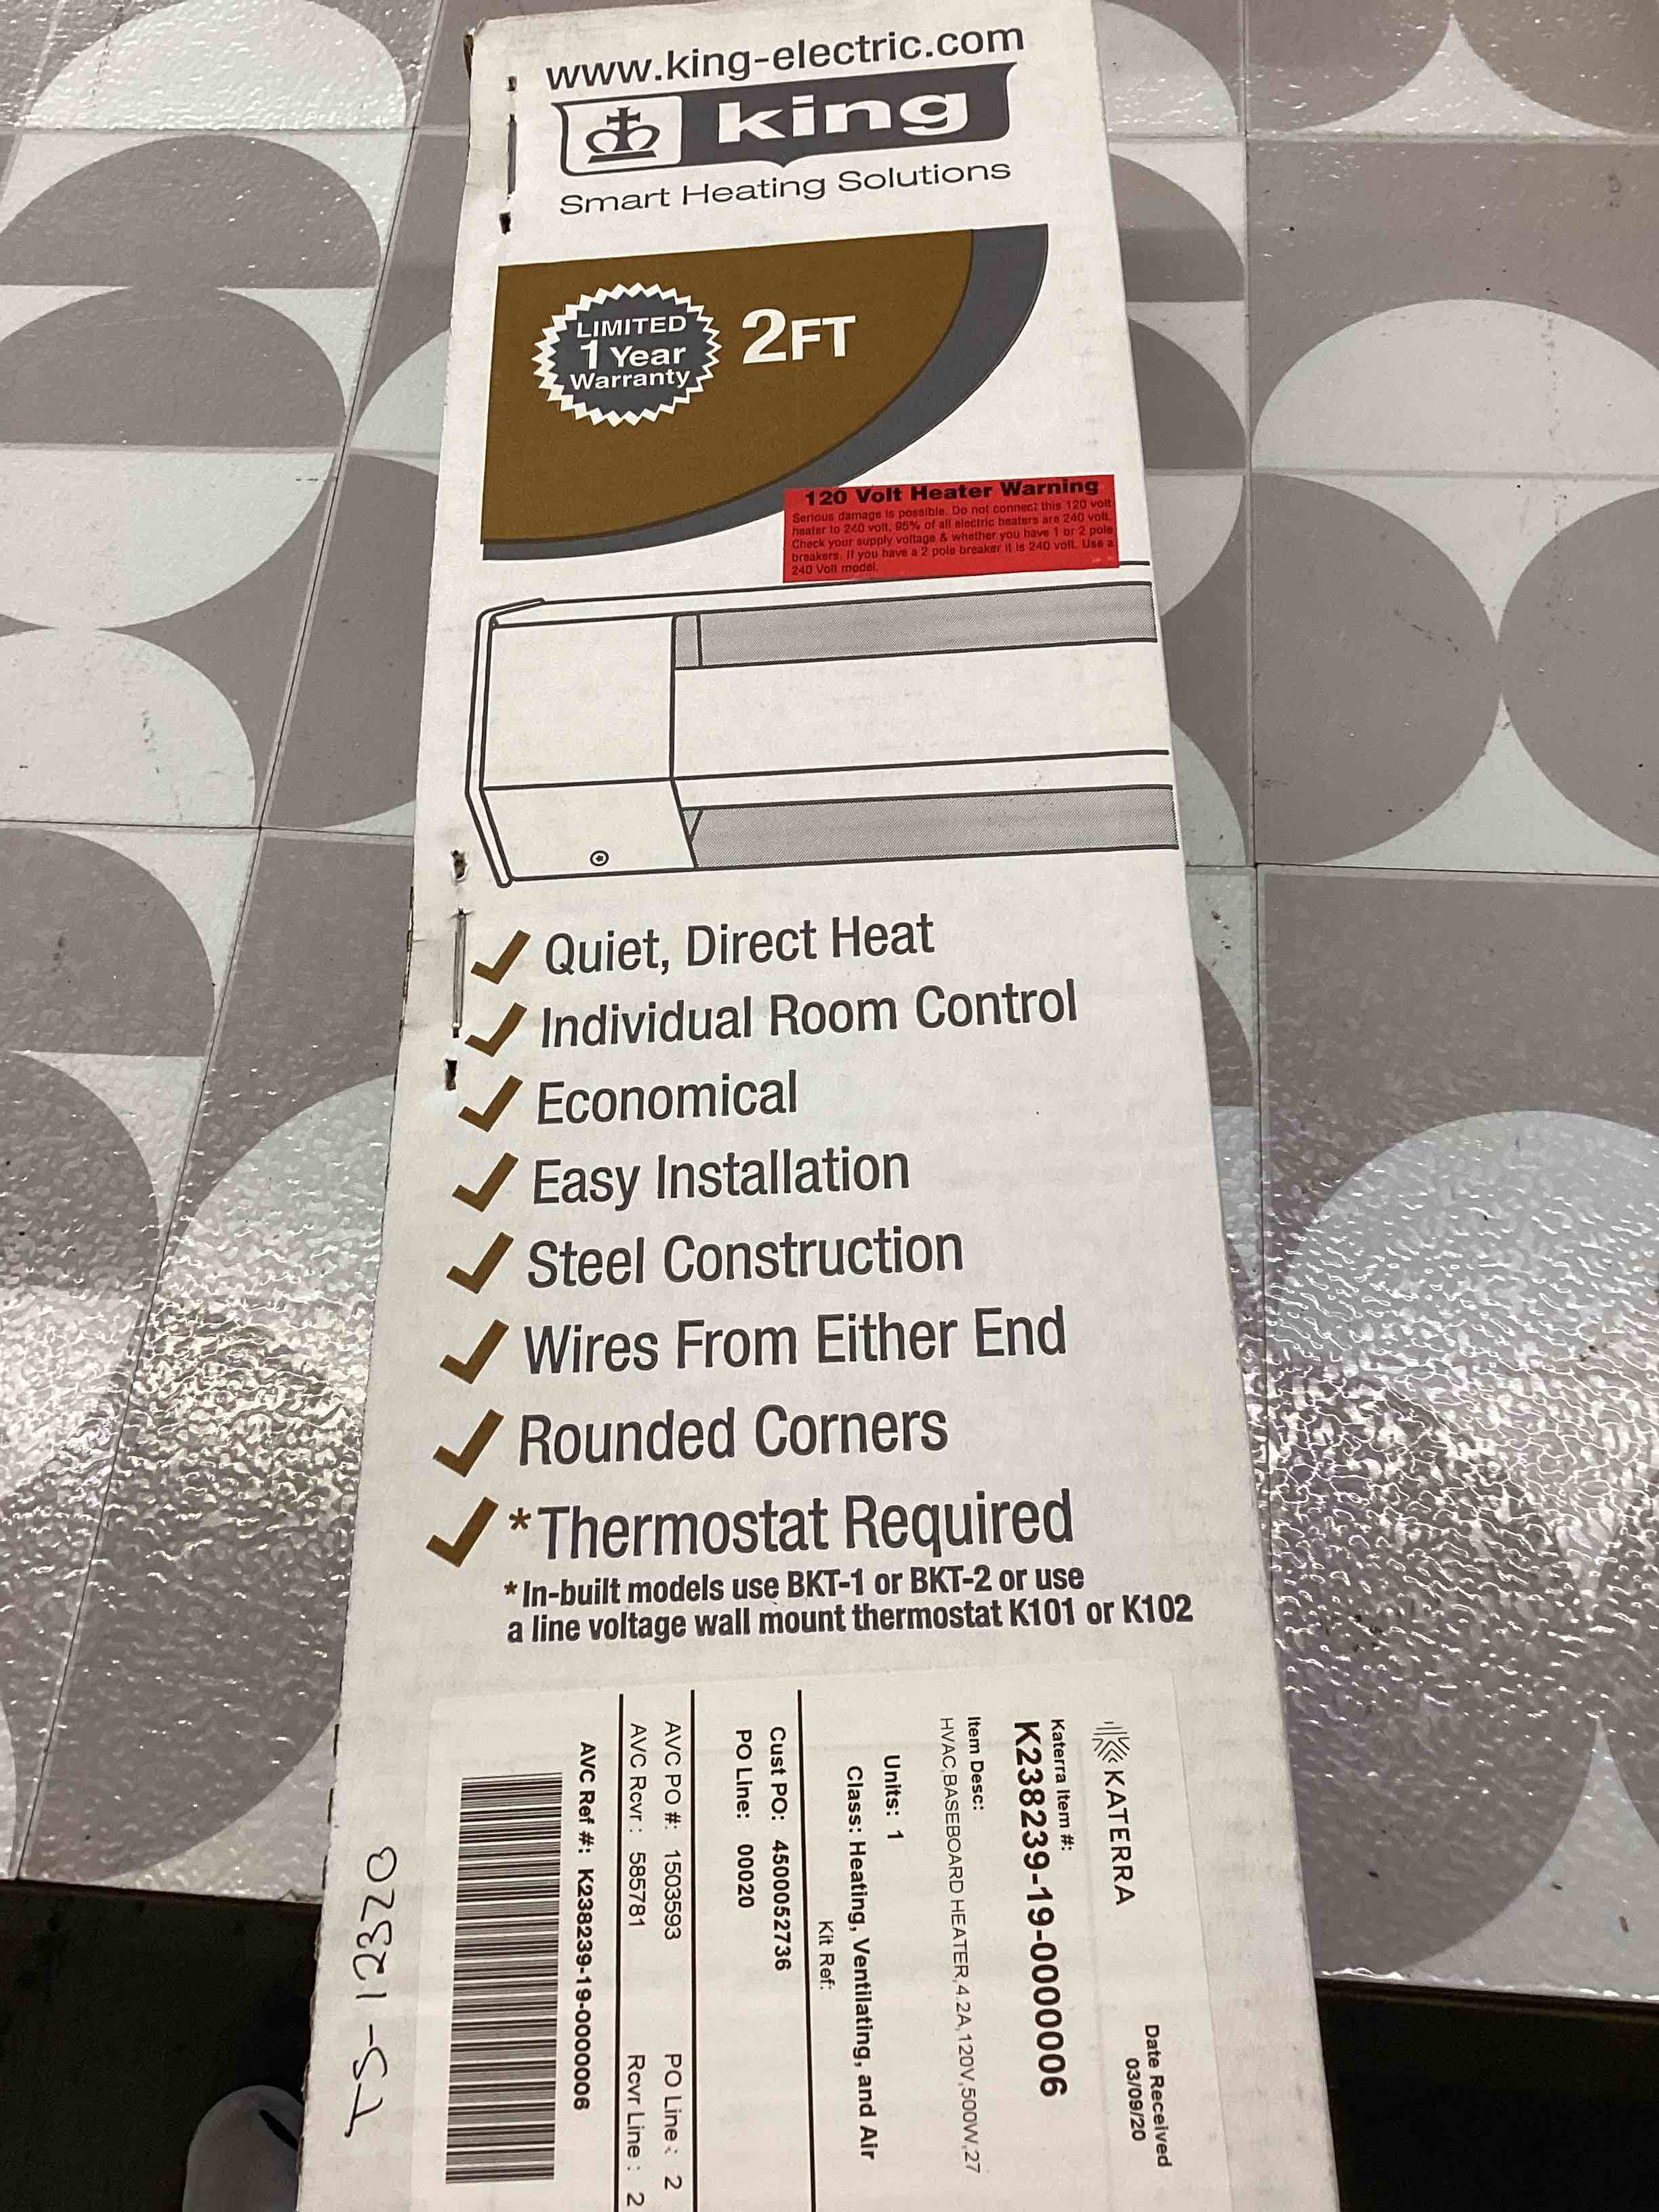 www.king-electric.com
king
Smart Heating Solutions
LIMITED
1 Year
Warranty
2FT
120 Volt Heater Warning
Serious damage is possible. Do not connect this 120 volt
heater to 240 volt. 95% of all electric heaters are 240 volt.
Check your supply voltage & whether you have 1 or 2 pole
breakers. If you have a 2 pole breaker it is 240 volt. Use a
240 Volt model.
Quiet, Direct Heat
Individual Room Control
Economical
Easy Installation
Steel Construction
Wires From Either End
Rounded Corners
*Thermostat Required
*In-built models use BKT-1 or BKT-2 or use
a line voltage wall mount thermostat K101 or K102
KATERRA
Date Received
03/09/20
Katerra Item #:
K238239-19-0000006
Item Desc:
HVAC,BASEBOARD HEATER,4.2A,120V,500W,27
Units: 1
Class: Heating, Ventilating, and Air
Kit Ref:
Cust PO: 4500052736
PO Line: 000020
AVC PO #: 1503593 PO Line: 2
AVC Rcvr: 585781 Rcvr Line: 2
AVC Ref #: K238239-19-0000006